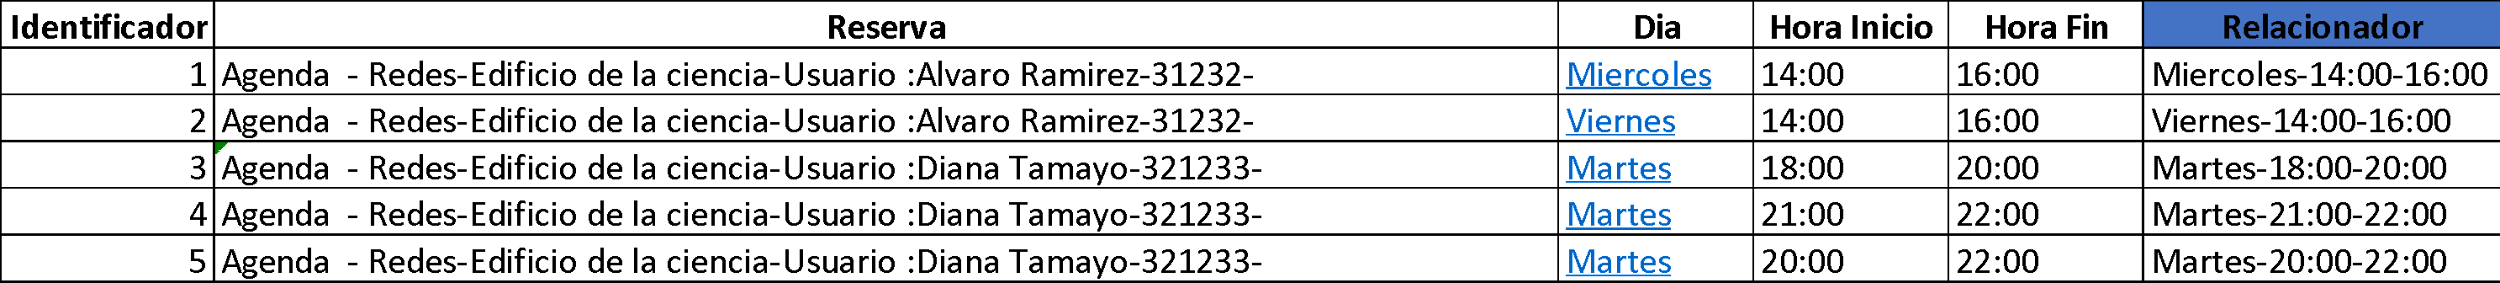 Identificador Reserva Dia Hora Inicio Hora Fin Relacionador
1 Agenda - Redes-Edificio de la ciencia-Usuario :Alvaro Ramirez-31232- Miercoles 14:00 16:00 Miercoles-14:00-16:00
2 Agenda - Redes-Edificio de la ciencia-Usuario :Alvaro Ramirez-31232- Viernes 14:00 16:00 Viernes-14:00-16:00
3 Agenda - Redes-Edificio de la ciencia-Usuario :Diana Tamayo-321233- Martes 18:00 20:00 Martes-18:00-20:00
4 Agenda - Redes-Edificio de la ciencia-Usuario :Diana Tamayo-321233- Martes 21:00 22:00 Martes-21:00-22:00
5 Agenda - Redes-Edificio de la ciencia-Usuario :Diana Tamayo-321233- Martes 20:00 22:00 Martes-20:00-22:00